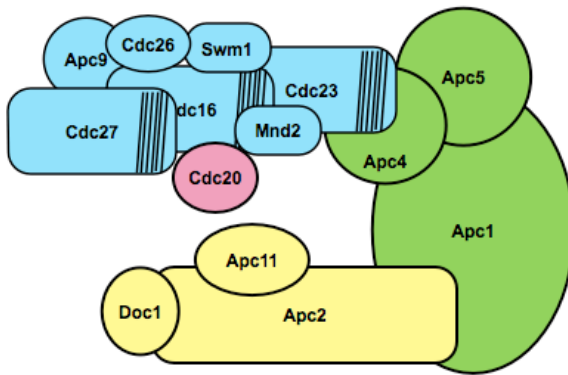 Cdc26
Apc9
Swm1
Apc5
Cdc23
dc16
Cdc27
Mnd2
Apc4
Cdc20
Apc1
Apc11
Doc1
Apc2